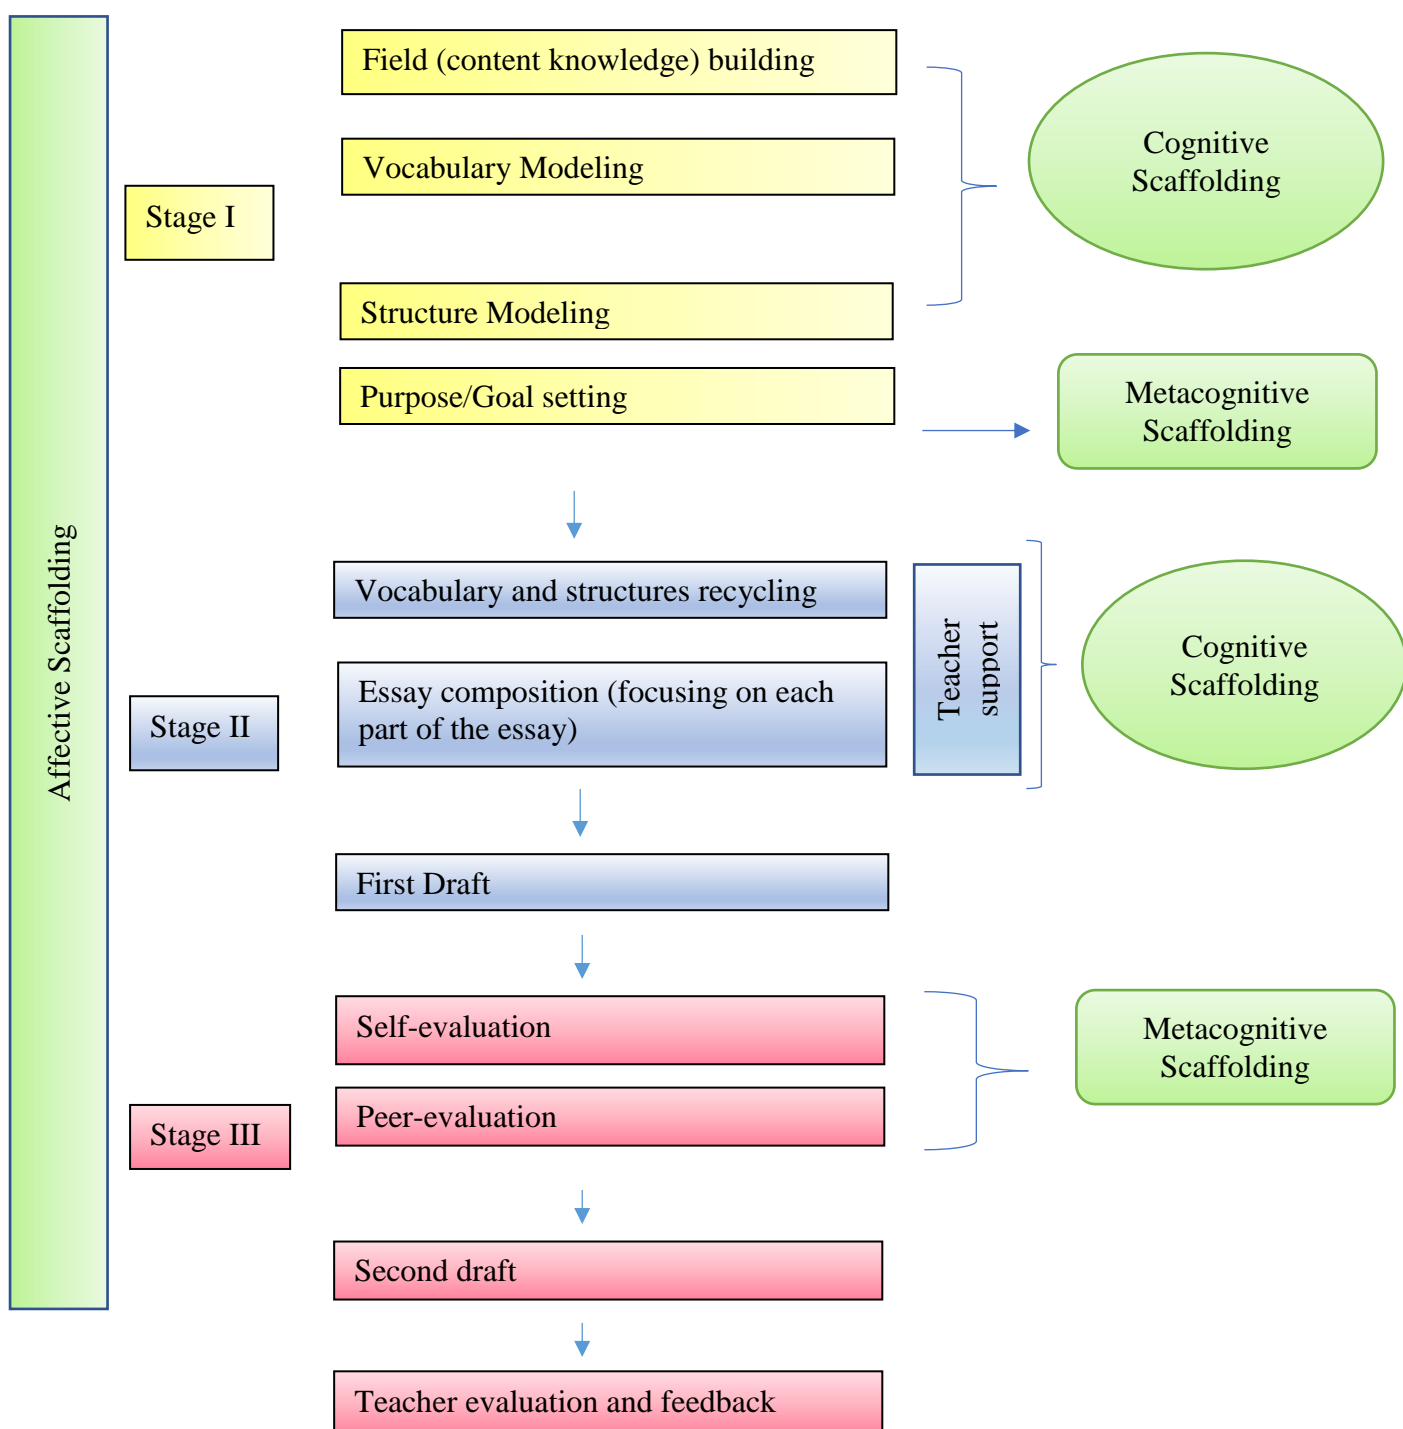 Affective Scaffolding
Stage I
Field (content knowledge) building
Vocabulary Modeling
Structure Modeling
Cognitive
Scaffolding
Purpose/Goal setting
Metacognitive
Scaffolding
Stage II
Vocabulary and structures recycling
Essay composition (focusing on each
part of the essay)
Teacher
support
Cognitive
Scaffolding
First Draft
Stage III
Self-evaluation
Peer-evaluation
Metacognitive
Scaffolding
Second draft
Teacher evaluation and feedback